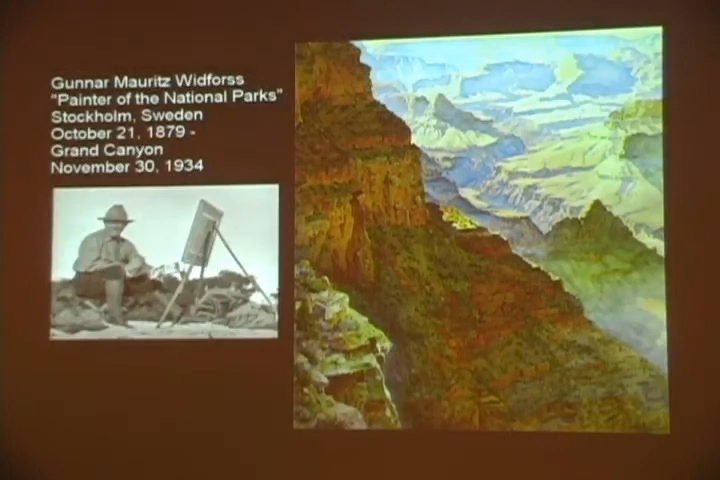 Gunnar Mauritz Widforss
"Painter of the National Parks"
Stockholm, Sweden
October 21, 1879 -
Grand Canyon
November 30, 1934